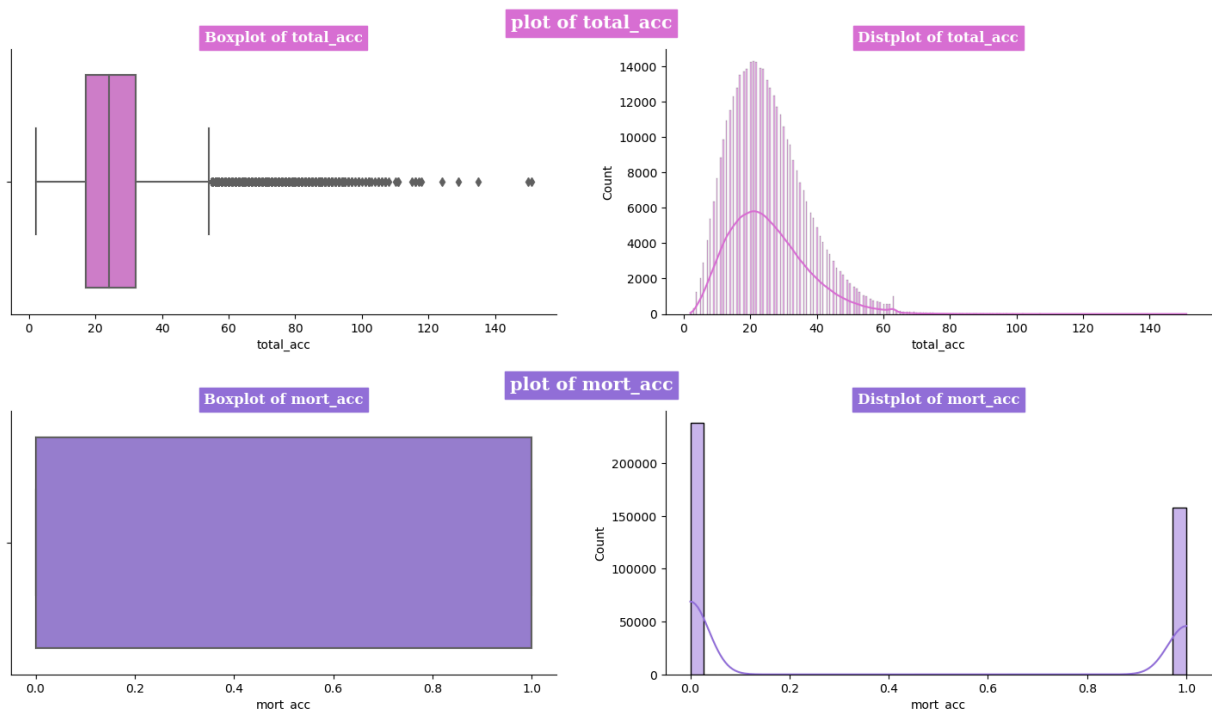 plot of total_acc
Boxplot of total_acc
0 20 40 60 80 100 120 140
total_acc
Distplot of total_acc
14000
12000
10000
8000
6000
4000
2000
0
Count
0 20 40 60 80 100 120 140
total_acc
plot of mort_acc
Boxplot of mort_acc
0.0 0.2 0.4 0.6 0.8 1.0
mort_acc
Distplot of mort_acc
200000
150000
100000
50000
0
Count
0.0 0.2 0.4 0.6 0.8 1.0
mort_acc